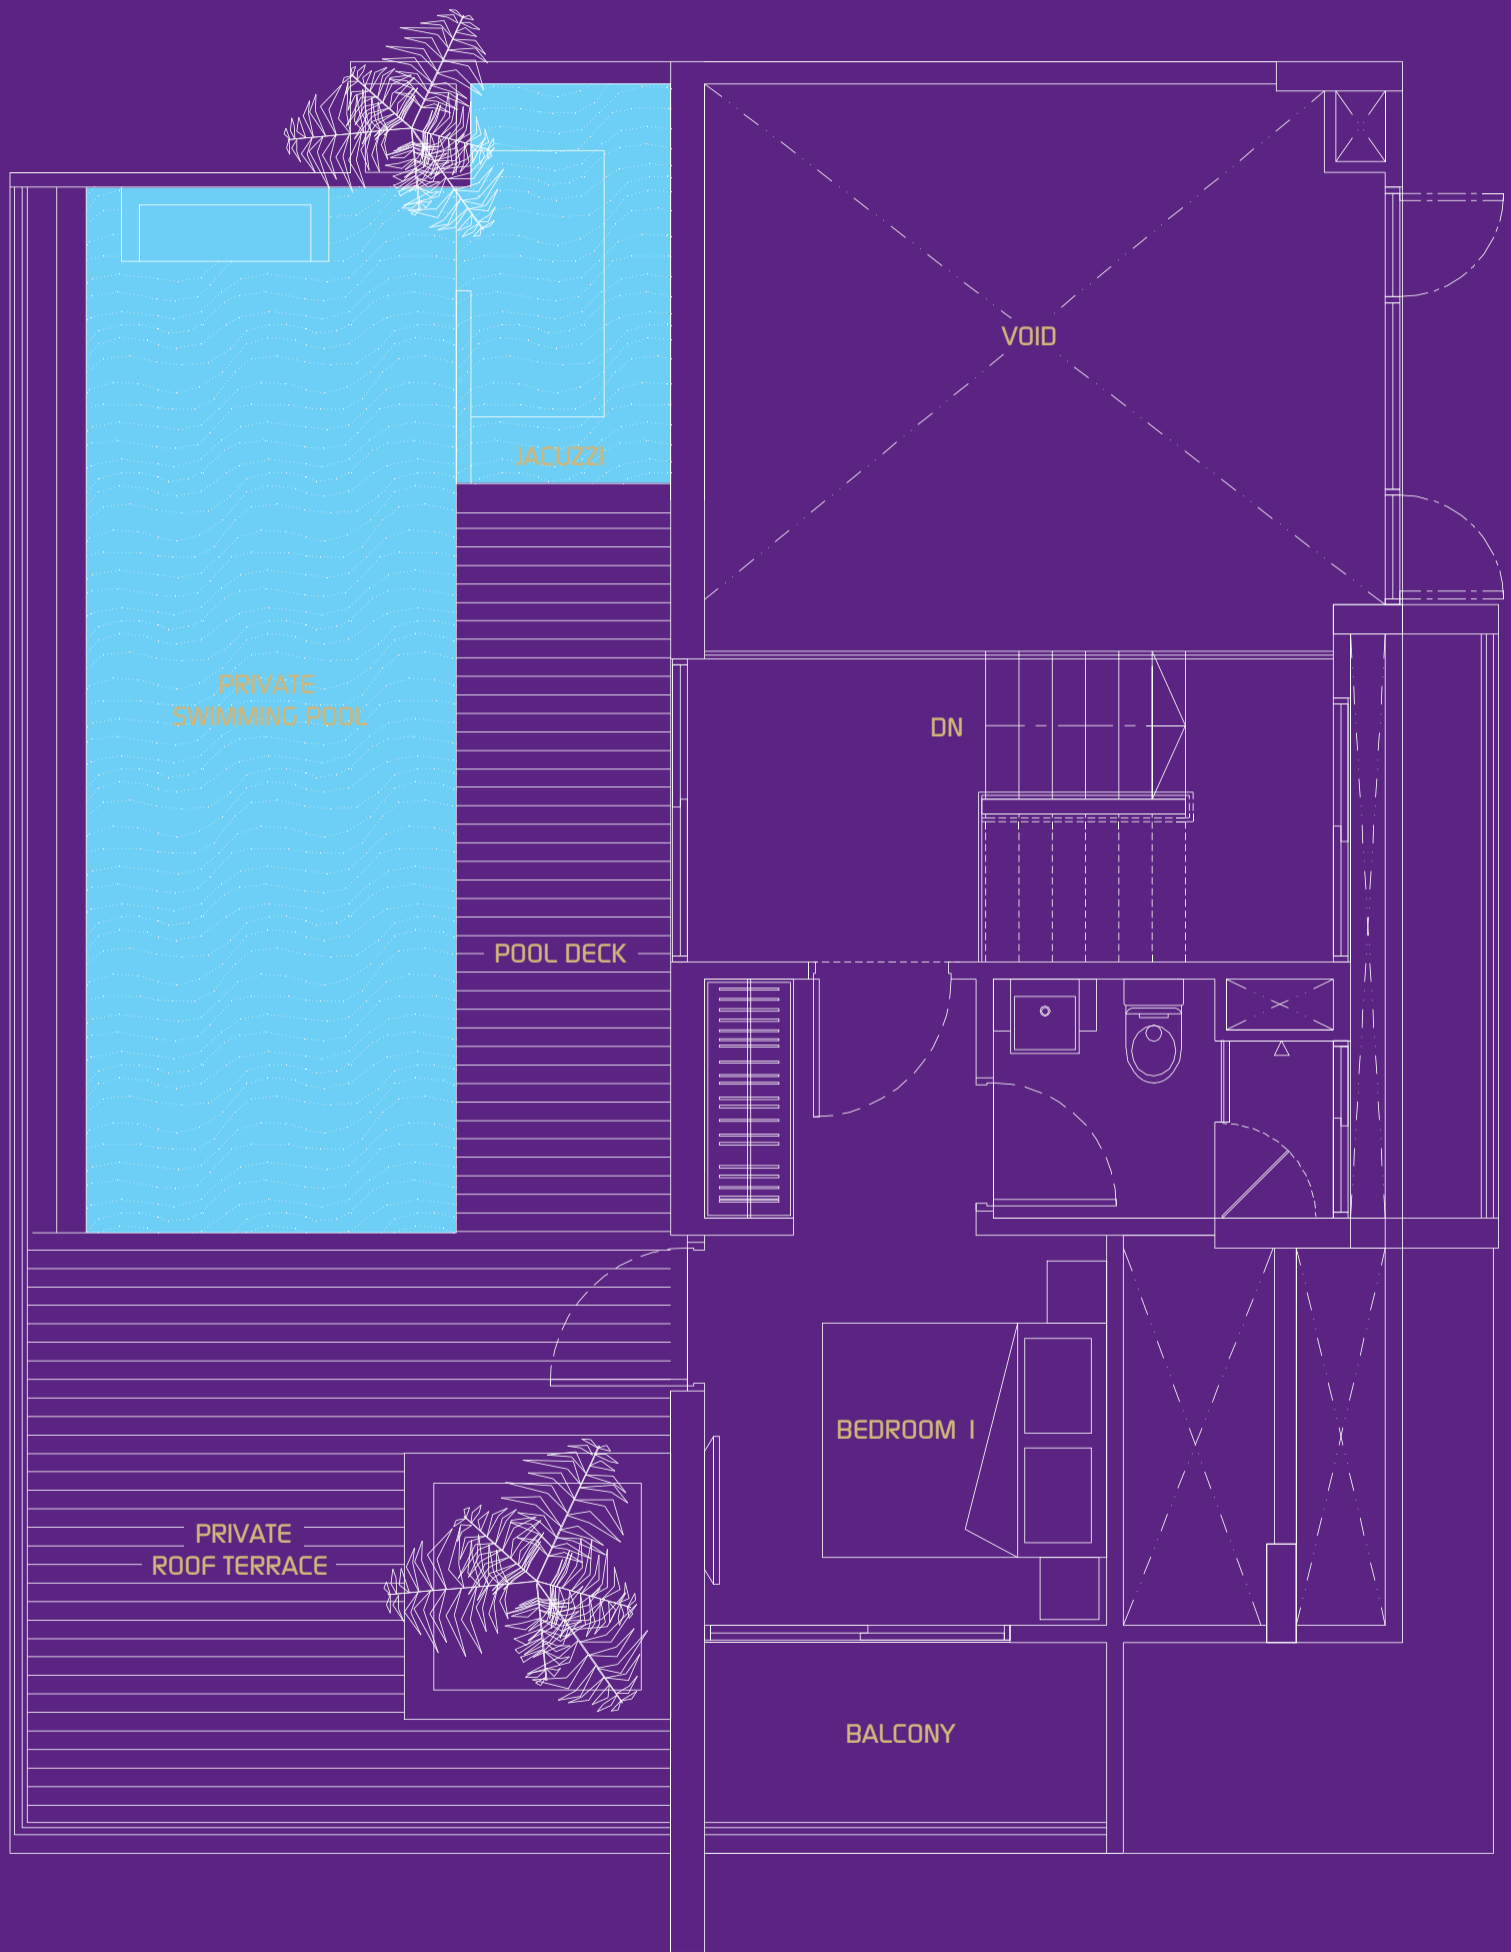 VOID
JACUZZI
PRIVATE
SWIMMING POOL
DN
POOL DECK
BEDROOM 1
PRIVATE
ROOF TERRACE
BALCONY